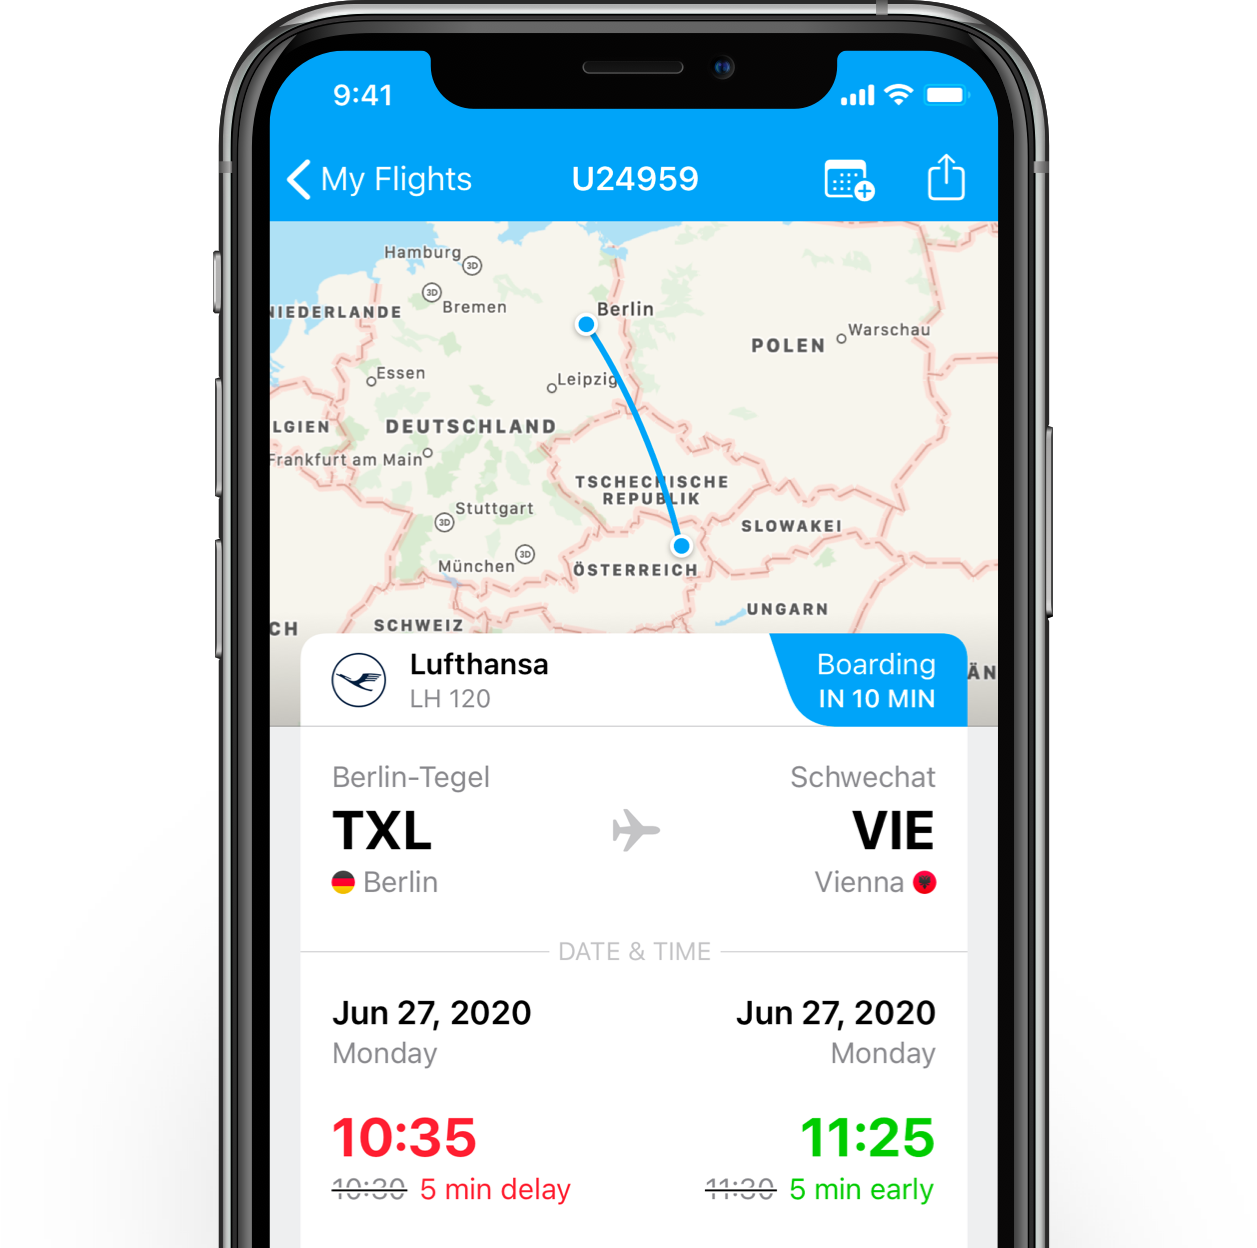 9:41
My Flights
U24959
Hamburg
3D
3D
Bremen
NIEDERLANDE
Berlin
Warschau
POLEN
Essen
Leipzig
LGIEN
DEUTSCHLAND
Frankfurt am Main
TSCHECHISCHE
REPUBLIK
Stuttgart
3D
SLOWAKEI
3D
München
ÖSTERREICH
UNGARN
CH
SCHWEIZ
ÄN
Lufthansa
LH 120
Boarding
IN 10 MIN
Berlin-Tegel
Schwechat
TXL
VIE
Berlin
Vienna
DATE & TIME
Jun 27, 2020
Jun 27, 2020
Monday
Monday
10:35
11:25
10:30 5 min delay
11:30 5 min early